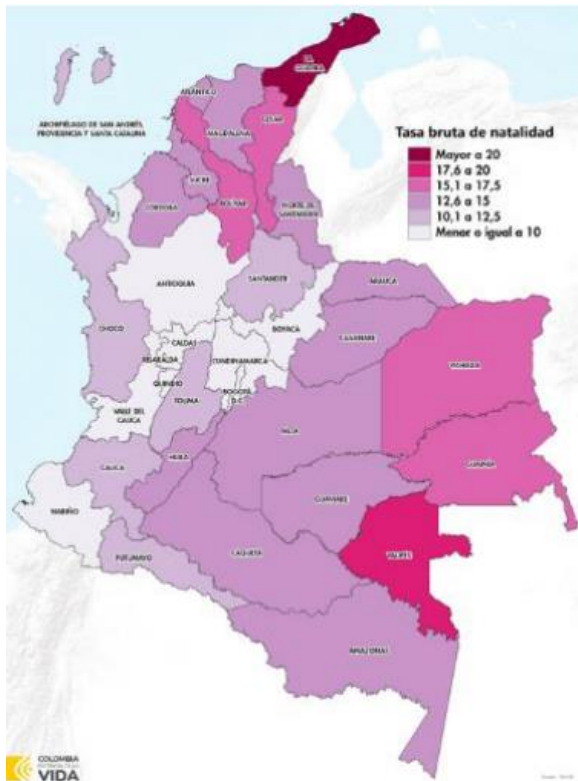 LA
GUAJIRA
ATLÁNTICO
ARCHIPIÉLAGO DE SAN ANDRÉS,
PROVIDENCIA Y SANTA CATALINA
MAGDALENA
CESAR
Tasa bruta de natalidad
Mayor a 20
17,6 a 20
15,1 a 17,5
12,6 a 15
10,1 a 12,5
Menor o igual a 10
SUCRE
CÓRDOBA
BOLÍVAR
NORTE DE
SANTANDER
ANTIOQUIA
SANTANDER
ARAUCA
CHOCÓ
BOYACÁ
CASANARE
CALDAS
RISARALDA
CUNDINAMARCA
VICHADA
QUINDÍO
BOGOTÁ
D.C.
TOLIMA
VALLE DEL
CAUCA
META
GUAINÍA
CAUCA
HUILA
GUAVIARE
NARIÑO
VAUPÉS
PUTUMAYO
CAQUETÁ
AMAZONAS
COLOMBIA
VIDA